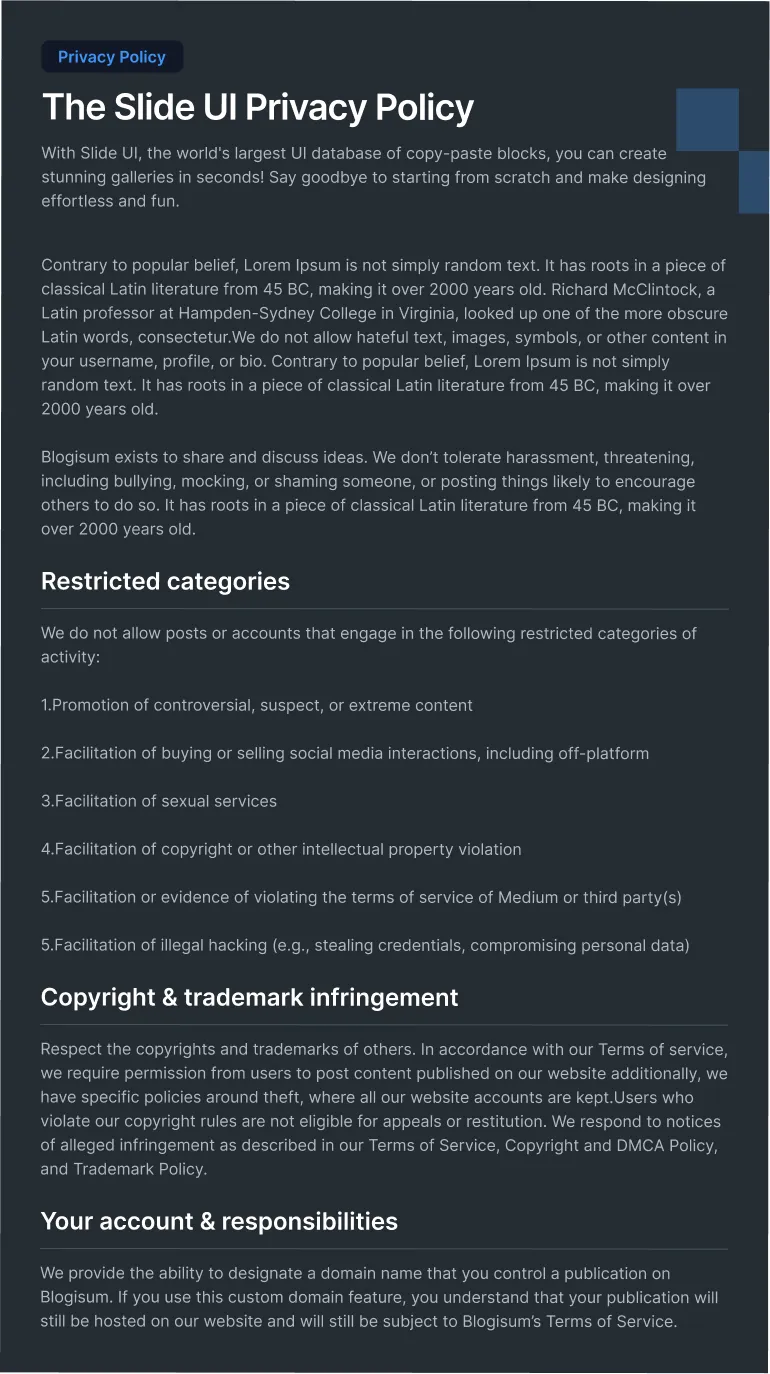 Privacy Policy
The Slide UI Privacy Policy
With Slide UI, the world's largest UI database of copy-paste blocks, you can create
stunning galleries in seconds! Say goodbye to starting from scratch and make designing
effortless and fun.
Contrary to popular belief, Lorem Ipsum is not simply random text. It has roots in a piece of
classical Latin literature from 45 BC, making it over 2000 years old. Richard McClintock, a
Latin professor at Hampden-Sydney College in Virginia, looked up one of the more obscure
Latin words, consectetur.We do not allow hateful text, images, symbols, or other content in
your username, profile, or bio. Contrary to popular belief, Lorem Ipsum is not simply
random text. It has roots in a piece of classical Latin literature from 45 BC, making it over
2000 years old.
Blogisum exists to share and discuss ideas. We don’t tolerate harassment, threatening,
including bullying, mocking, or shaming someone, or posting things likely to encourage
others to do so. It has roots in a piece of classical Latin literature from 45 BC, making it
over 2000 years old.
Restricted categories
We do not allow posts or accounts that engage in the following restricted categories of
activity:
1.Promotion of controversial, suspect, or extreme content
2.Facilitation of buying or selling social media interactions, including off-platform
3.Facilitation of sexual services
4.Facilitation of copyright or other intellectual property violation
5.Facilitation or evidence of violating the terms of service of Medium or third party(s)
5.Facilitation of illegal hacking (e.g., stealing credentials, compromising personal data)
Copyright & trademark infringement
Respect the copyrights and trademarks of others. In accordance with our Terms of service,
we require permission from users to post content published on our website additionally, we
have specific policies around theft, where all our website accounts are kept.Users who
violate our copyright rules are not eligible for appeals or restitution. We respond to notices
of alleged infringement as described in our Terms of Service, Copyright and DMCA Policy,
and Trademark Policy.
Your account & responsibilities
We provide the ability to designate a domain name that you control a publication on
Blogisum. If you use this custom domain feature, you understand that your publication will
still be hosted on our website and will still be subject to Blogisum’s Terms of Service.